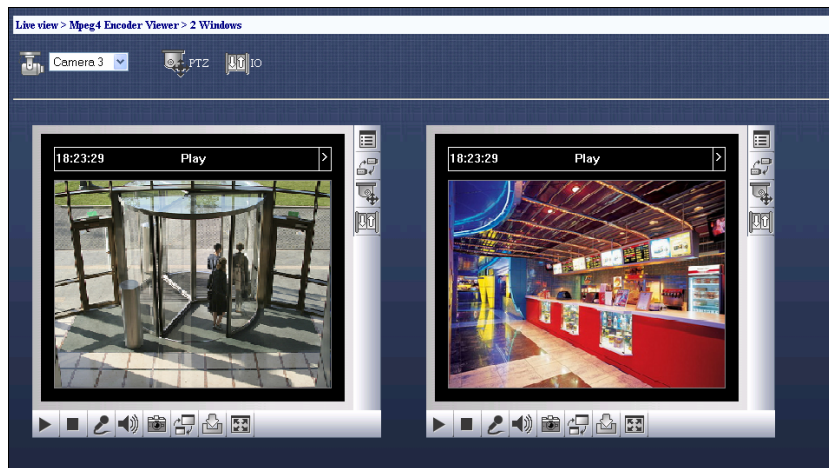 Live view > Mpeg4 Encoder Viewer > 2 Windows
Camera 3 PTZ IO
18:23:29 Play >
18:23:29 Play >